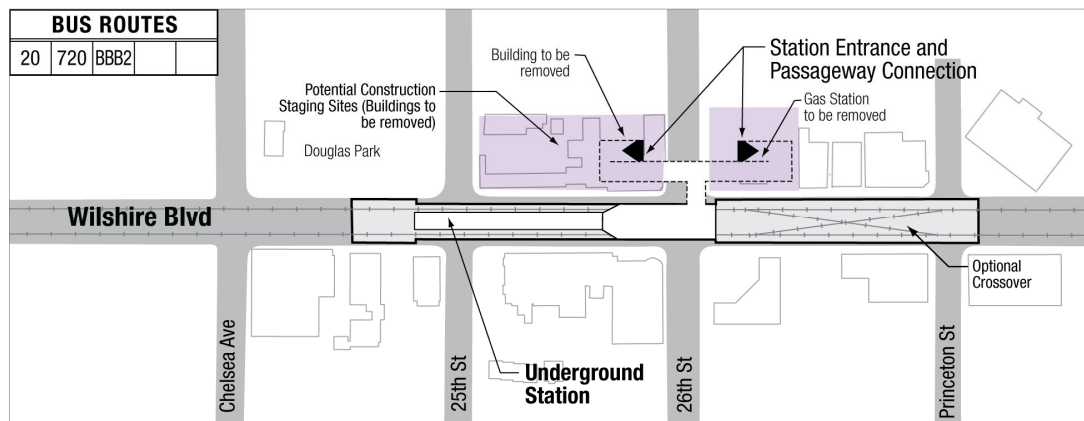 BUS ROUTES
20 720 BBB2
Building to be
removed
Station Entrance and
Passageway Connection
Potential Construction
Staging Sites (Buildings to
be removed)
Gas Station
to be removed
Douglas Park
Wilshire Blvd
Optional
Crossover
Underground
Station
Chelsea Ave
25th St
26th St
Princeton St